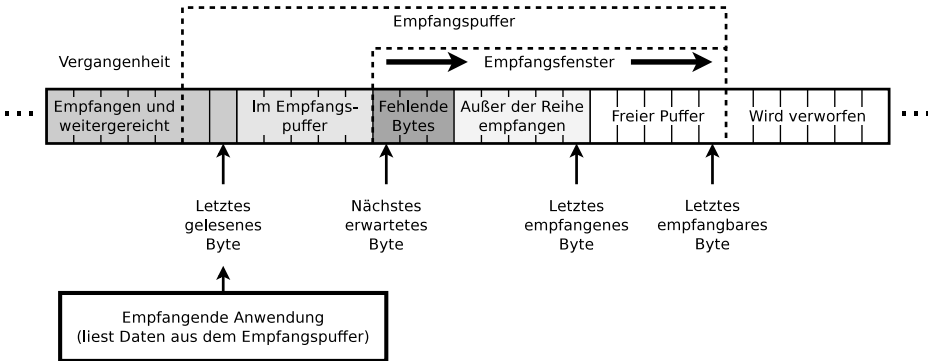 Empfangspuffer
Vergangenheit
Empfangsfenster
Empfangen und
weitergereicht
Im Empfangs-
puffer
Fehlende
Bytes
Außer der Reihe
empfangen
Freier Puffer
Wird verworfen
Letztes
gelesenes
Byte
Nächstes
erwartetes
Byte
Letztes
empfangenes
Byte
Letztes
empfangbares
Byte
Empfangende Anwendung
(liest Daten aus dem Empfangspuffer)